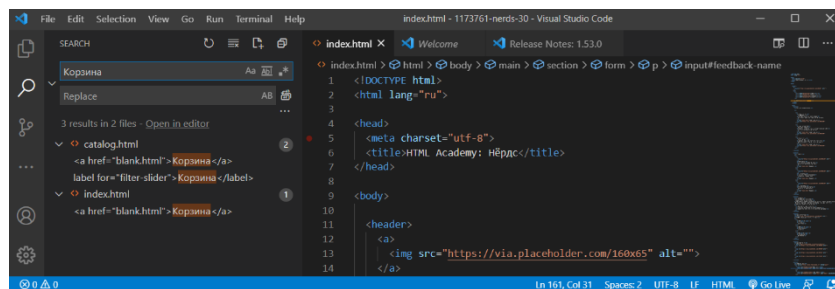 File Edit Selection View Go Run Terminal Help
index.html - 1173761-nerds-30 - Visual Studio Code
SEARCH
Корзина
Aa
Replace
AB
3 results in 2 files - Open in editor
catalog.html
2
<a href="blank.html">Корзина</a>
label for="filter-slider">Корзина</label>
index.html
1
<a href="blank.html">Корзина</a>
index.html
Welcome
Release Notes: 1.53.0
index.html > html > body > main > section > form > p > input#feedback-name
1 <!DOCTYPE html>
2 <html lang="ru">
3
4 <head>
5 <meta charset="utf-8">
6 <title>HTML Academy: Нёрдс</title>
7 </head>
8
9 <body>
10
11 <header>
12 <a>
13 <img src="https://via.placeholder.com/160x65" alt="">
14 </a>
0 0
Ln 161, Col 31 Spaces: 2 UTF-8 LF HTML Go Live